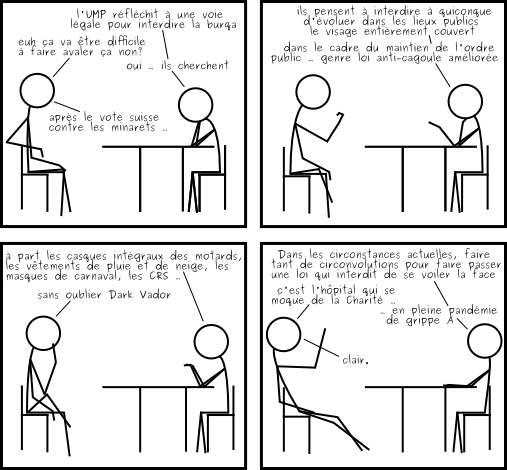 l'UMP réfléchit à une voie
légale pour interdire la burqa
euh ça va être difficile
à faire avaler ça non?
oui .. ils cherchent
après le vote suisse
contre les minarets ..
ils pensent à interdire à quiconque
d'évoluer dans les lieux publics
le visage entièrement couvert
dans le cadre du maintien de l'ordre
public .. genre loi anti-cagoule améliorée
à part les casques intégraux des motards,
les vêtements de pluie et de neige, les
masques de carnaval, les CRS ..
sans oublier Dark Vador
Dans les circonstances actuelles, faire
tant de circonvolutions pour faire passer
une loi qui interdit de se voiler la face
c'est l'hôpital qui se
moque de la Charité ..
.. en pleine pandémie
de grippe A
clair.